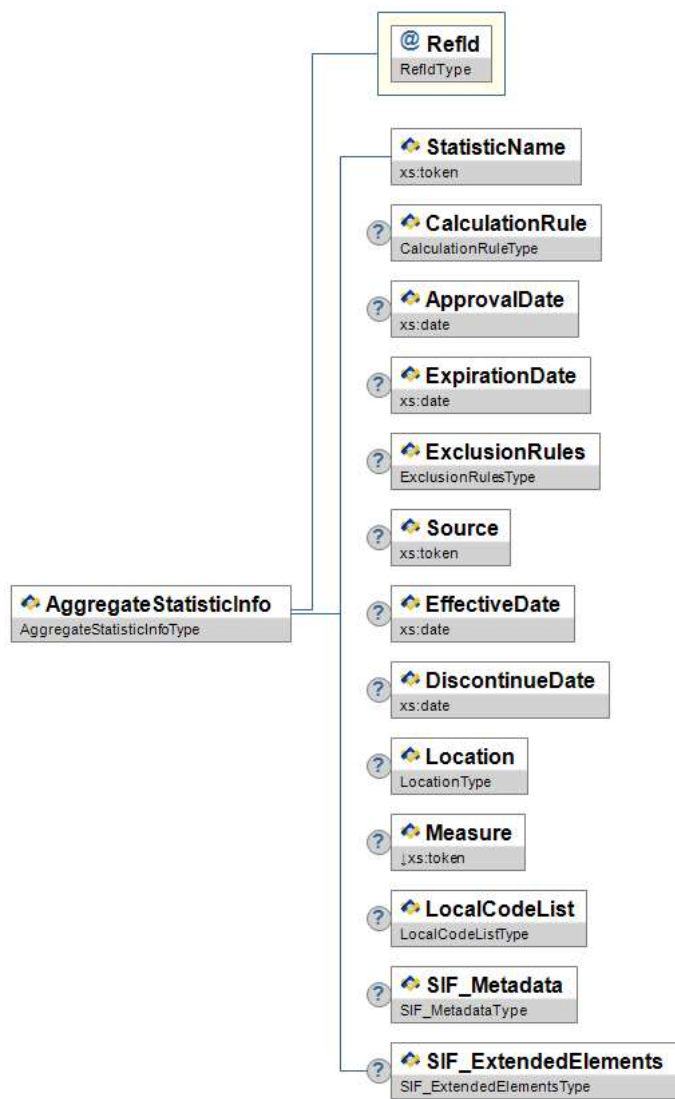 @ RefId
RefIdType
StatisticName
xs:token
? CalculationRule
CalculationRuleType
? ApprovalDate
xs:date
? ExpirationDate
xs:date
? ExclusionRules
ExclusionRulesType
? Source
xs:token
AggregateStatisticInfo
AggregateStatisticInfoType
? EffectiveDate
xs:date
? DiscontinueDate
xs:date
? Location
LocationType
? Measure
↓xs:token
? LocalCodeList
LocalCodeListType
? SIF_Metadata
SIF_MetadataType
? SIF_ExtendedElements
SIF_ExtendedElementsType